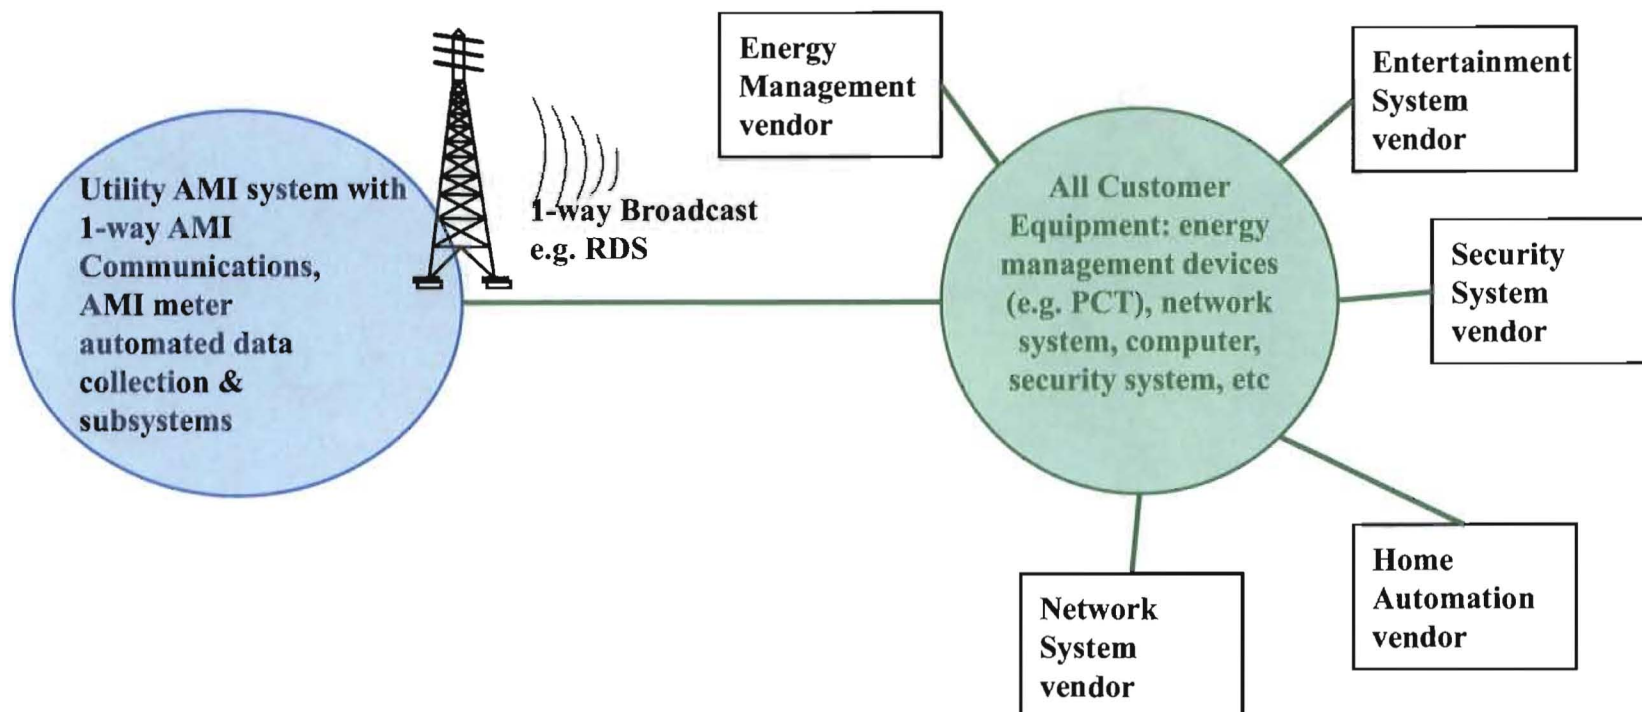 Energy
Management
vendor
Entertainment
System
vendor
Utility AMI system with
1-way AMI
Communications,
AMI meter
automated data
collection &
subsystems
1-way Broadcast
e.g. RDS
All Customer
Equipment: energy
management devices
(e.g. PCT), network
system, computer,
security system, etc
Security
System
vendor
Home
Automation
vendor
Network
System
vendor